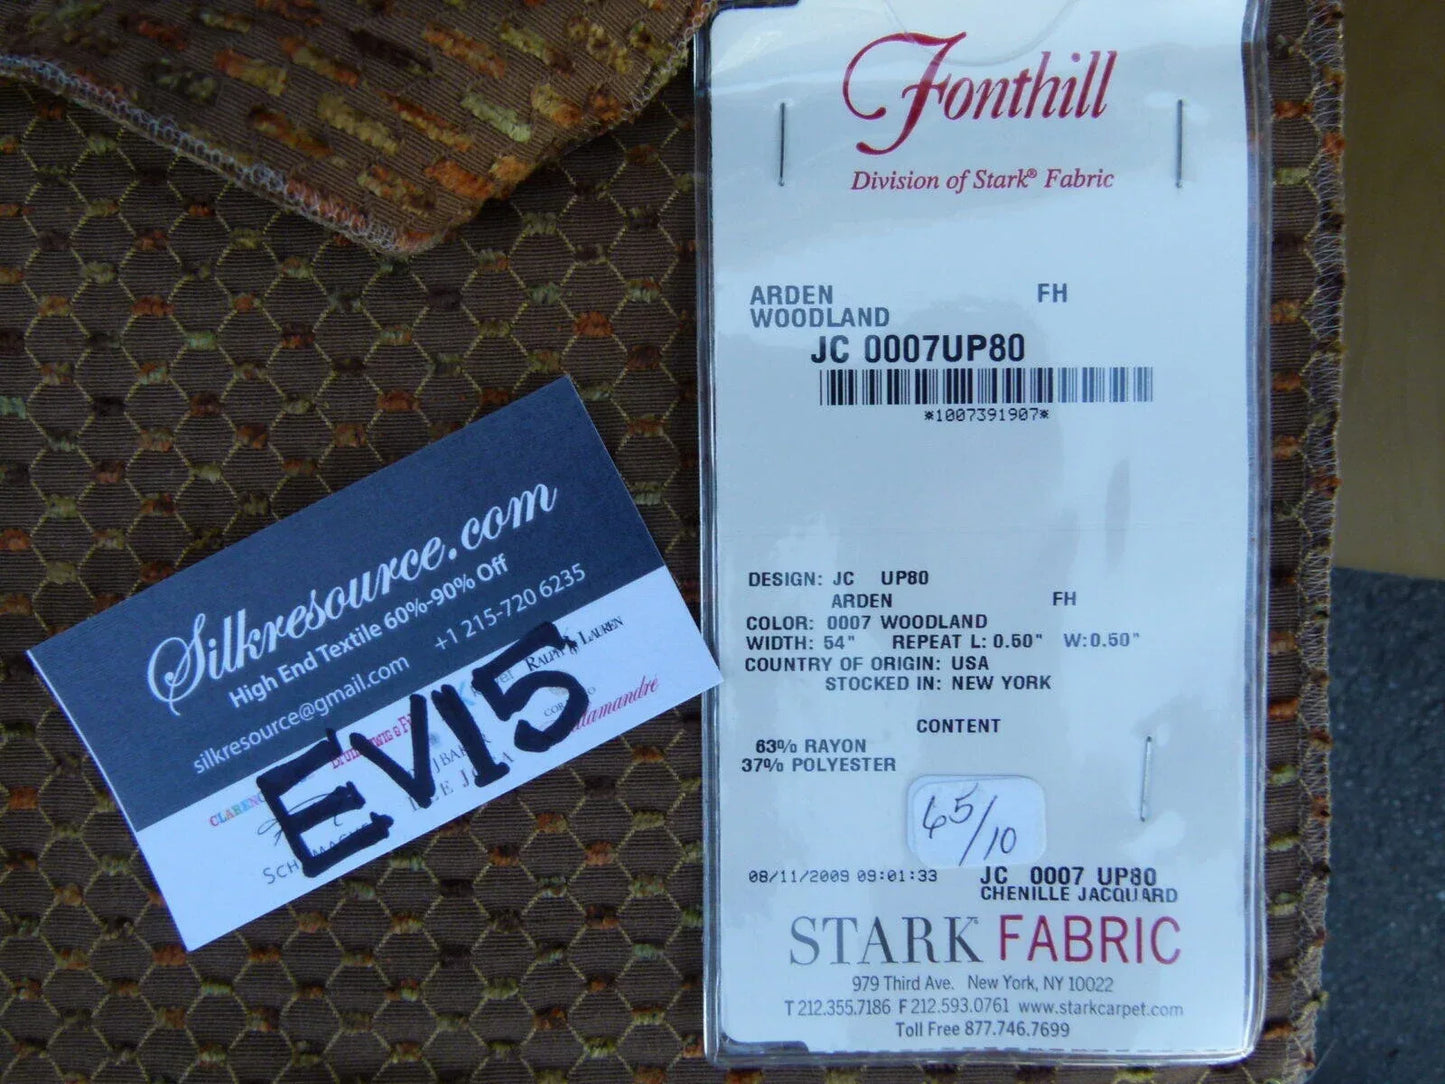 Fonthill
Division of Stark® Fabric
ARDEN FH
WOODLAND
JC 0007UP80
*1007391907*
DESIGN: JC UP80
ARDEN FH
COLOR: 0007 WOODLAND
WIDTH: 54" REPEAT L: 0.50" W:0.50"
COUNTRY OF ORIGIN: USA
STOCKED IN: NEW YORK
CONTENT
63% RAYON
37% POLYESTER
65/10
08/11/2009 09:01:33 JC 0007 UP80
CHENILLE JACQUARD
STARK FABRIC
979 Third Ave. New York, NY 10022
T 212.355.7186 F 212.593.0761 www.starkcarpet.com
Toll Free 877.746.7699
Silkresource.com
High End Textile 60%-90% Off
silkresource@gmail.com +1 215-720 6235
EV15
RALPH LAUREN